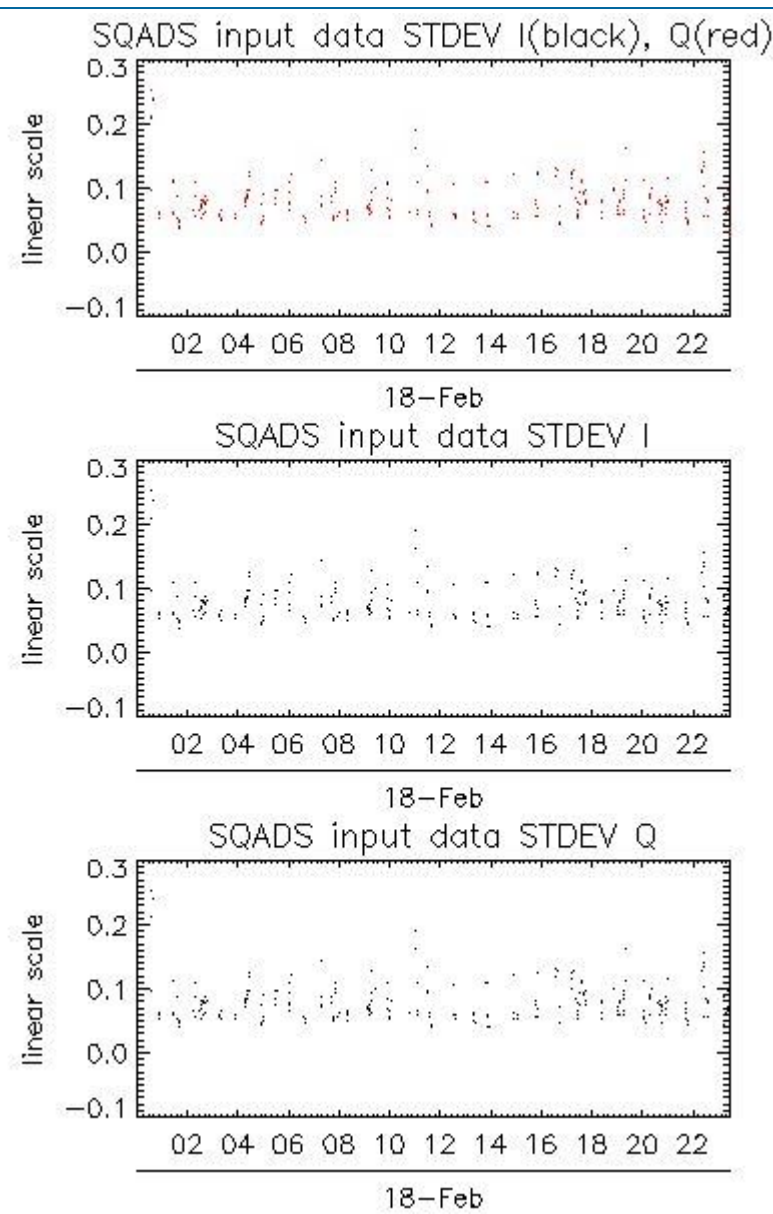 SQADS input data STDEV I(black), Q(red)
linear scale
0.3
0.2
0.1
0.0
−0.1
02 04 06 08 10 12 14 16 18 20 22
18−Feb
SQADS input data STDEV I
linear scale
0.3
0.2
0.1
0.0
−0.1
02 04 06 08 10 12 14 16 18 20 22
18−Feb
SQADS input data STDEV Q
linear scale
0.3
0.2
0.1
0.0
−0.1
02 04 06 08 10 12 14 16 18 20 22
18−Feb